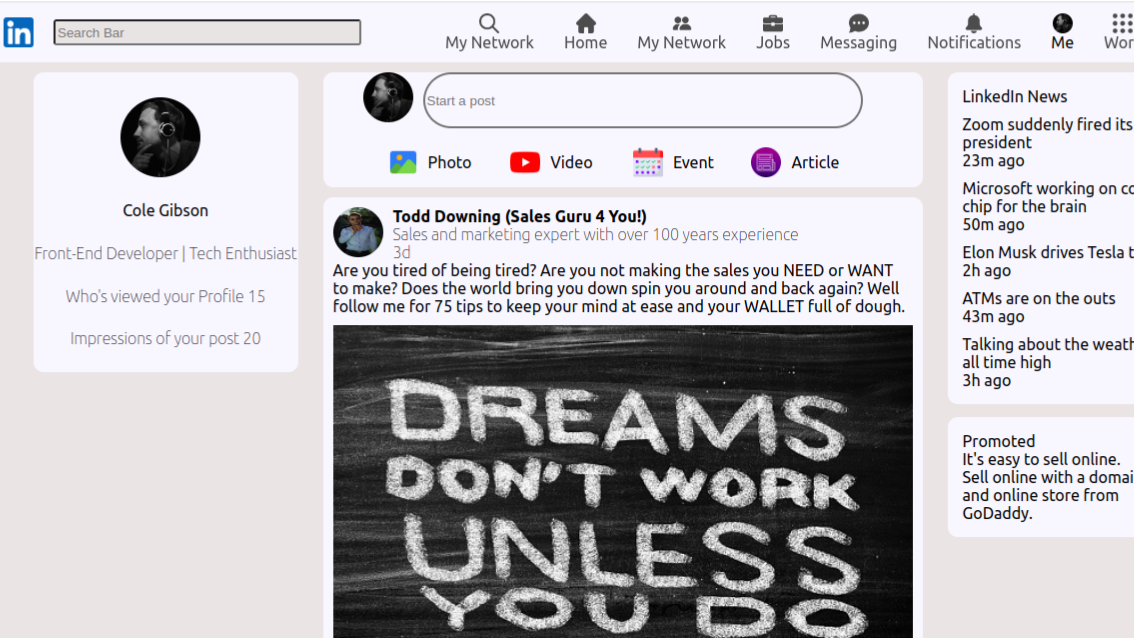 in
Search Bar
My Network
Home
My Network
Jobs
Messaging
Notifications
Me
Cole Gibson
Front-End Developer | Tech Enthusiast
Who's viewed your Profile 15
Impressions of your post 20
Start a post
Photo
Video
Event
Article
Todd Downing (Sales Guru 4 You!)
Sales and marketing expert with over 100 years experience
3d
Are you tired of being tired? Are you not making the sales you NEED or WANT
to make? Does the world bring you down spin you around and back again? Well
follow me for 75 tips to keep your mind at ease and your WALLET full of dough.
DREAMS
DON'T WORK
UNLESS
YOU DO
LinkedIn News
Zoom suddenly fired its
president
23m ago
Microsoft working on
chip for the brain
50m ago
Elon Musk drives Tesla
2h ago
ATMs are on the outs
43m ago
Talking about the
all time high
3h ago
Promoted
It's easy to sell online.
Sell online with a
and online store from
GoDaddy.